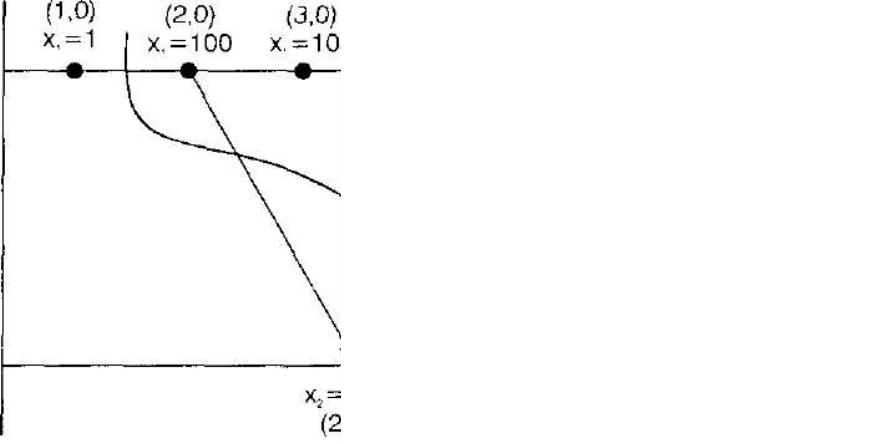 (1,0) (2,0) (3,0)
x₁=1 x₁=100 x₁=10
x₂=
(2